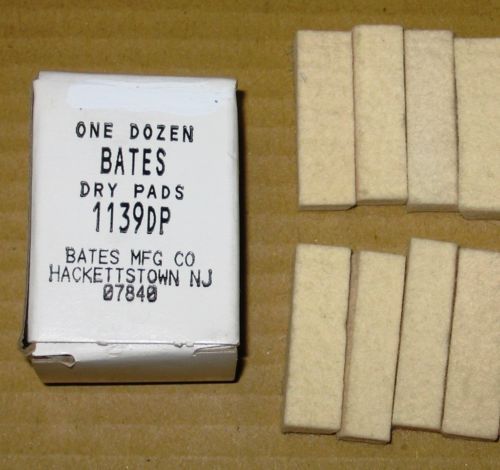 ONE DOZEN
BATES
DRY PADS
1139DP
BATES MFG CO
HACKETTSTOWN NJ
07840